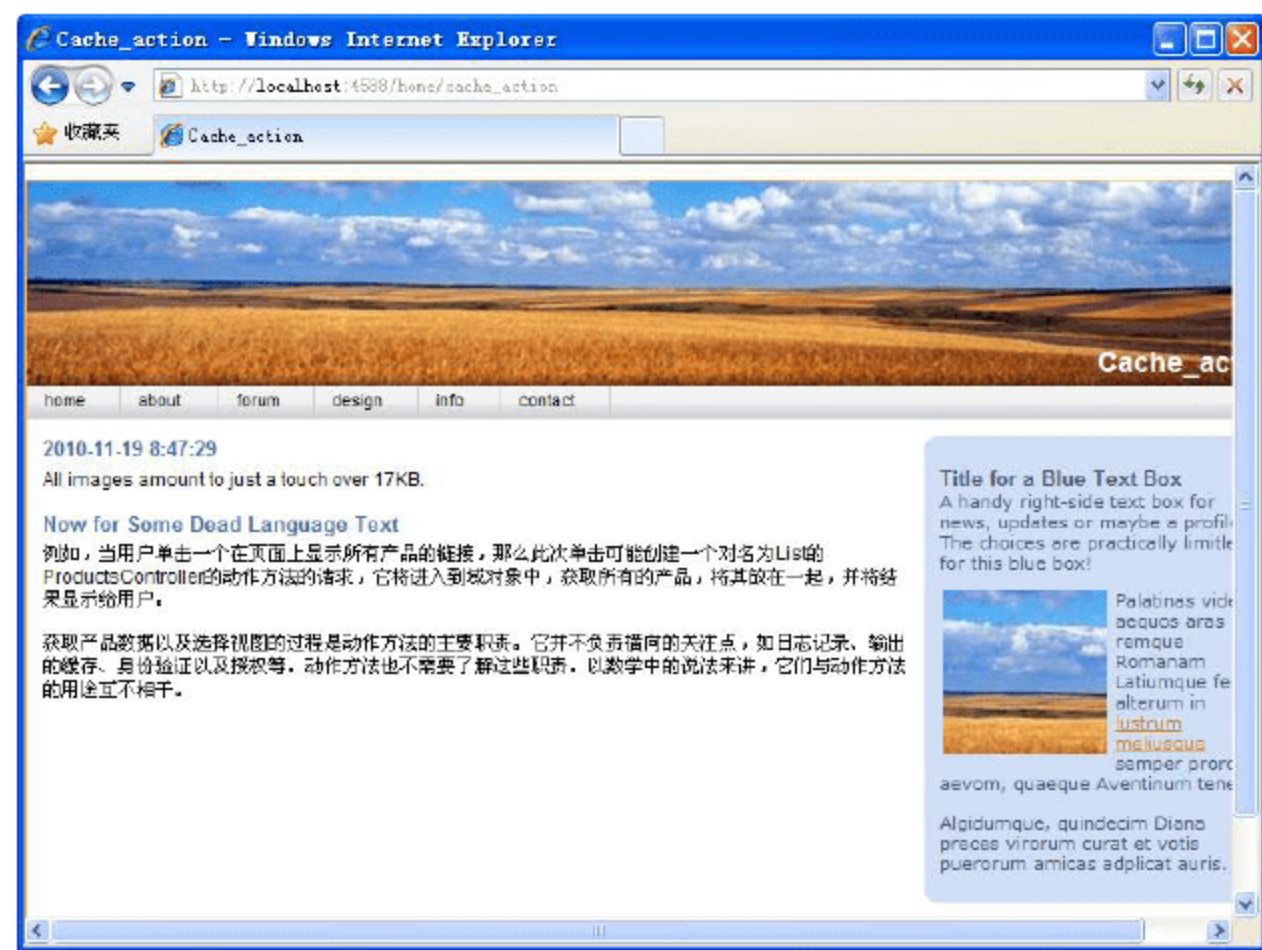 Cache_action - Windows Internet Explorer
http://localhost:4588/home/cache_action
收藏夹
Cache_action
Cache_ac
home about forum design info contact
2010-11-19 8:47:29
All images amount to just a touch over 17KB.
Now for Some Dead Language Text
例如，当用户单击一个在页面上显示所有产品的链接，那么此次单击可能创建一个对名为List的
ProductsController的动作方法的请求，它将进入到域对象中，获取所有的产品，将其放在一起，并将结
果显示给用户。
获取产品数据以及选择视图的过程是动作方法的主要职责。它并不负责横向的关注点，如日志记录、输出
的缓存、身份验证以及授权等．动作方法也不需要了解这些职责．以数学中的说法来讲，它们与动作方法
的用途互不相干。
Title for a Blue Text Box
A handy right-side text box for
news, updates or maybe a profil
The choices are practically limitle
for this blue box!
Palatinas vide
aequos aras
remque
Romanam
Latiumque fe
alterum in
lustrum
meliusque
semper proro
aevom, quaeque Aventinum tene
Algidumque, quindecim Diana
preces virorum curat et votis
puerorum amicas adplicat auris.